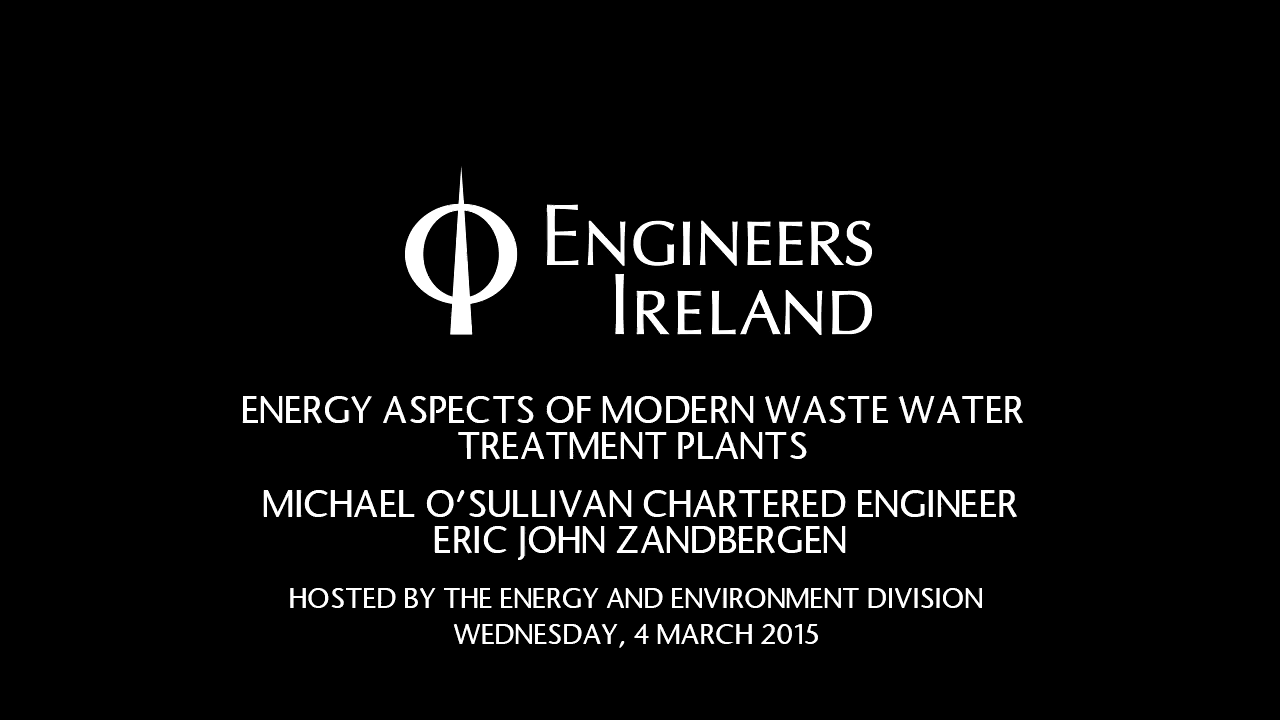 ENGINEERS
IRELAND
ENERGY ASPECTS OF MODERN WASTE WATER
TREATMENT PLANTS
MICHAEL O’SULLIVAN CHARTERED ENGINEER
ERIC JOHN ZANDBERGEN
HOSTED BY THE ENERGY AND ENVIRONMENT DIVISION
WEDNESDAY, 4 MARCH 2015